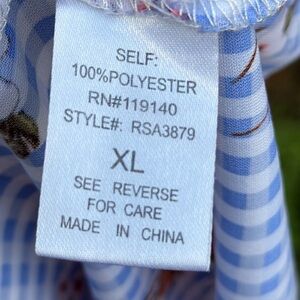 SELF:
100%POLYESTER
RN#119140
STYLE#: RSA3879
XL
SEE REVERSE
FOR CARE
MADE IN CHINA